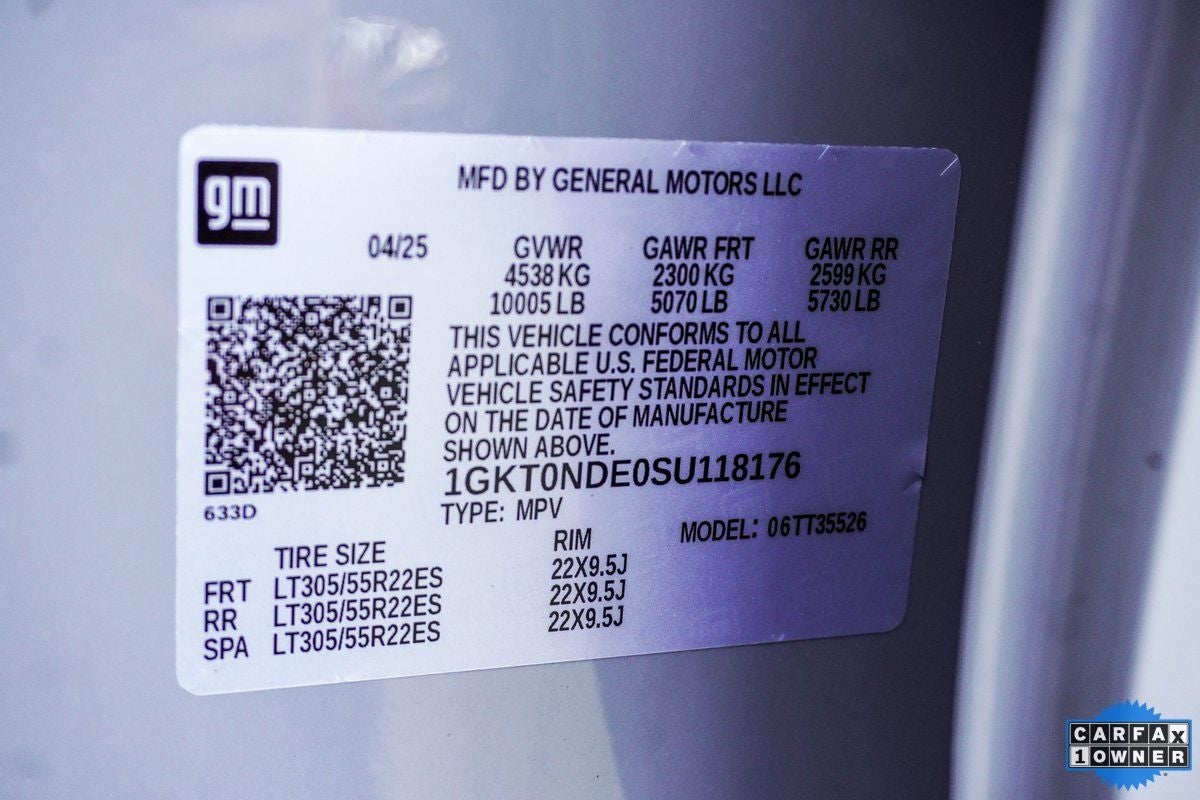 gm
MFD BY GENERAL MOTORS LLC
04/25 GVWR GAWR FRT GAWR RR
4538 KG 2300 KG 2599 KG
10005 LB 5070 LB 5730 LB
THIS VEHICLE CONFORMS TO ALL
APPLICABLE U.S. FEDERAL MOTOR
VEHICLE SAFETY STANDARDS IN EFFECT
ON THE DATE OF MANUFACTURE
SHOWN ABOVE.
1GKT0NDE0SU118176
633D
TYPE: MPV MODEL: 06TT35526
TIRE SIZE RIM
FRT LT305/55R22ES 22X9.5J
RR LT305/55R22ES 22X9.5J
SPA LT305/55R22ES 22X9.5J
CARFAX
1 OWNER